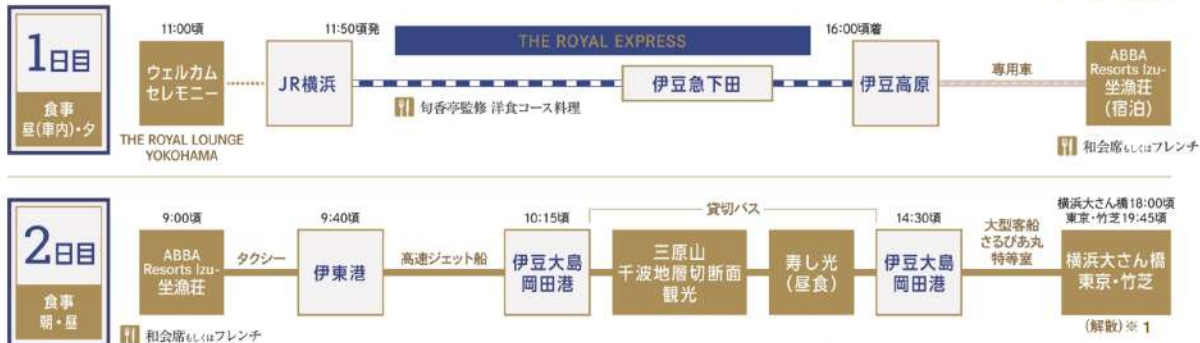 1日目
食事
昼(車内)・夕
11:00頃
ウェルカム
セレモニー
THE ROYAL LOUNGE
YOKOHAMA
11:50頃発
JR横浜
THE ROYAL EXPRESS
旬香亭監修 洋食コース料理
伊豆急下田
16:00頃着
伊豆高原
専用車
ABBA
Resorts Izu-
坐漁荘
(宿泊)
和会席もしくはフレンチ
2日目
食事
朝・昼
9:00頃
ABBA
Resorts Izu-
坐漁荘
和会席もしくはフレンチ
タクシー
9:40頃
伊東港
高速ジェット船
10:15頃
伊豆大島
岡田港
貸切バス
三原山
千波地層切断面
観光
寿し光
(昼食)
14:30頃
伊豆大島
岡田港
大型客船
さるびあ丸
特等室
横浜大さん橋18:00頃
東京・竹芝19:45頃
横浜大さん橋
東京・竹芝
(解散)※1